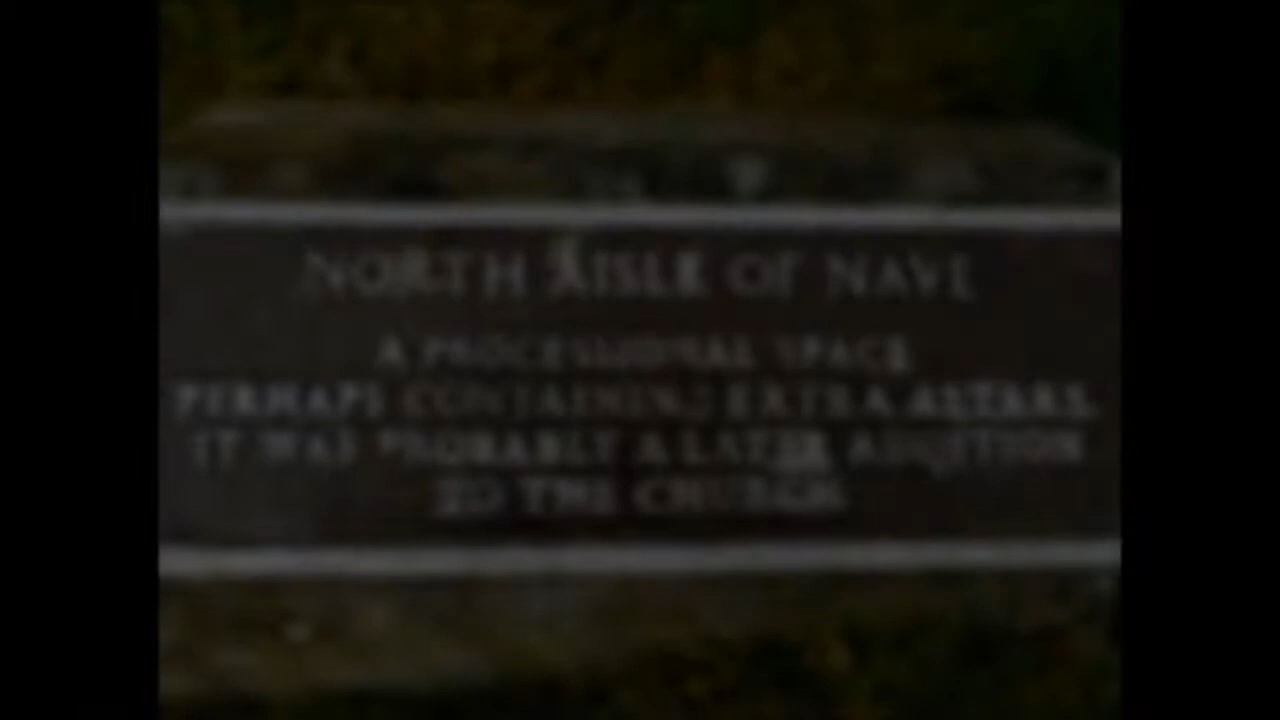 NORTH AISLE OF NAVE
A PROCESSIONAL SPACE
PERHAPS CONTAINING EXTRA ALTARS.
IT WAS PROBABLY A LATER ADDITION
TO THE CHURCH